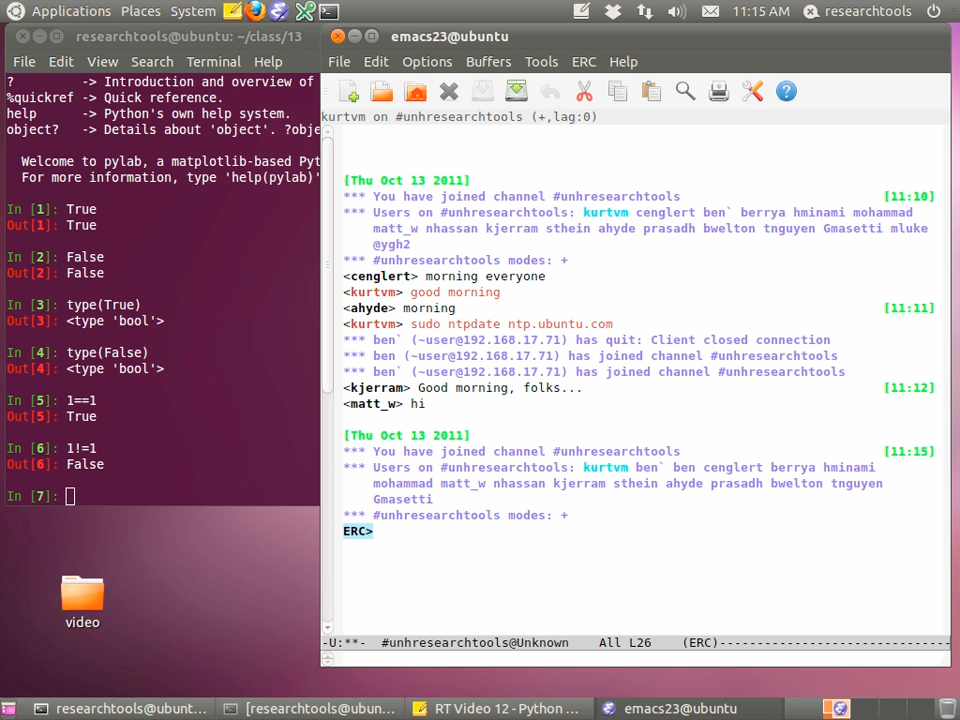 Applications Places System 11:15 AM researchtools
researchtools@ubuntu: ~/class/13
File Edit View Search Terminal Help
? -> Introduction and overview of
%quickref -> Quick reference.
help -> Python's own help system.
object? -> Details about 'object'. ?obje
Welcome to pylab, a matplotlib-based Pyt
For more information, type 'help(pylab)'
In [1]: True
Out[1]: True
In [2]: False
Out[2]: False
In [3]: type(True)
Out[3]: <type 'bool'>
In [4]: type(False)
Out[4]: <type 'bool'>
In [5]: 1==1
Out[5]: True
In [6]: 1!=1
Out[6]: False
In [7]:
video
emacs23@ubuntu
File Edit Options Buffers Tools ERC Help
kurtvm on #unhresearchtools (+,lag:0)
[Thu Oct 13 2011]
*** You have joined channel #unhresearchtools [11:10]
*** Users on #unhresearchtools: kurtvm cenglert ben` berrya hminami mohammad
matt_w nhassan kjerram sthein ahyde prasadh bwelton tnguyen Gmasetti mluke
@ygh2
*** #unhresearchtools modes: +
<cenglert> morning everyone
<kurtvm> good morning
<ahyde> morning [11:11]
<kurtvm> sudo ntpdate ntp.ubuntu.com
*** ben` (~user@192.168.17.71) has quit: Client closed connection
*** ben (~user@192.168.17.71) has joined channel #unhresearchtools
*** ben` (~user@192.168.17.71) has joined channel #unhresearchtools
<kjerram> Good morning, folks... [11:12]
<matt_w> hi
[Thu Oct 13 2011]
*** You have joined channel #unhresearchtools [11:15]
*** Users on #unhresearchtools: kurtvm ben` ben cenglert berrya hminami
mohammad matt_w nhassan kjerram sthein ahyde prasadh bwelton tnguyen
Gmasetti
*** #unhresearchtools modes: +
ERC>
-U:**- #unhresearchtools@Unknown All L26 (ERC)-----------------------------
researchtools@ubunt... [researchtools@ubun... RT Video 12 - Python ... emacs23@ubuntu